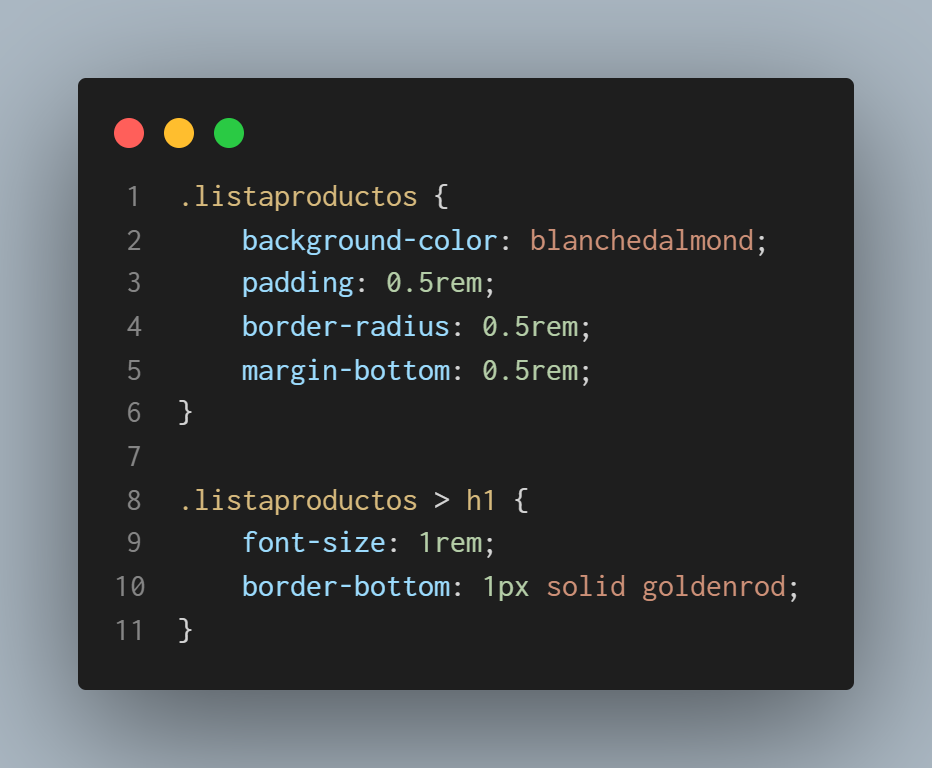 1 .listaproductos {
2     background-color: blanchedalmond;
3     padding: 0.5rem;
4     border-radius: 0.5rem;
5     margin-bottom: 0.5rem;
6 }
7
8 .listaproductos > h1 {
9     font-size: 1rem;
10     border-bottom: 1px solid goldenrod;
11 }